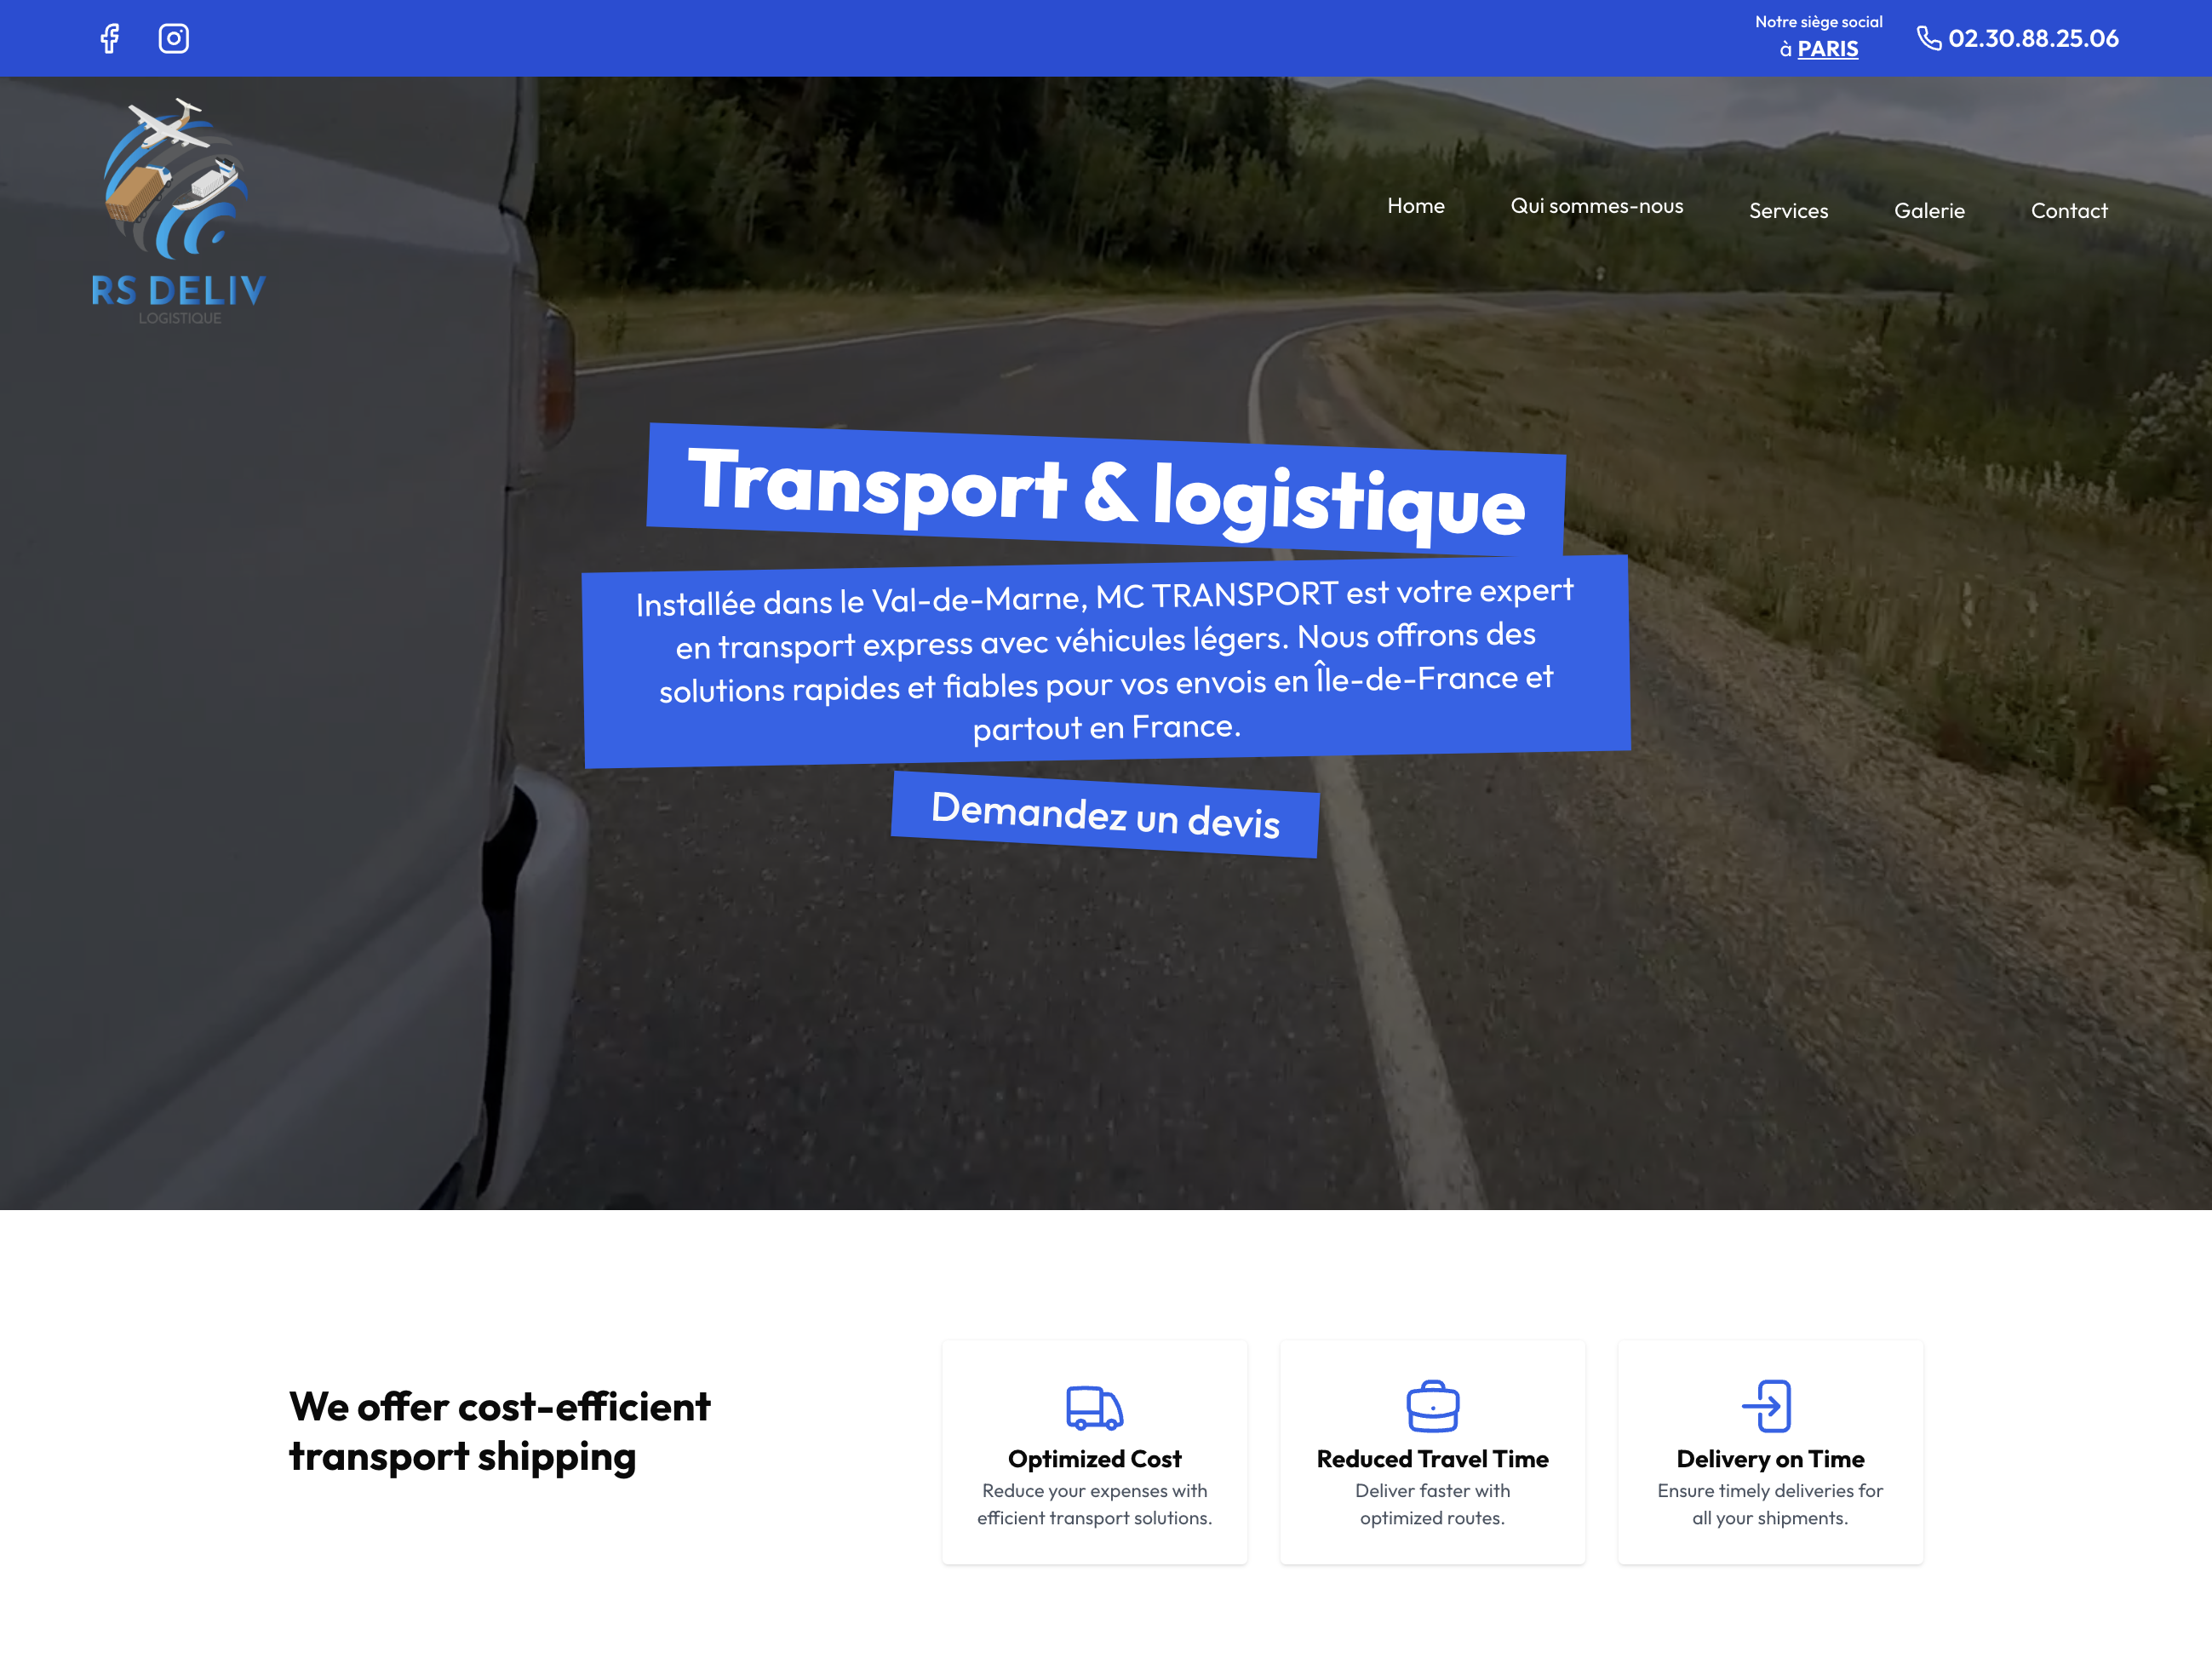 Notre siège social
à PARIS
02.30.88.25.06
RS DELIV
LOGISTIQUE
Home
Qui sommes-nous
Services
Galerie
Contact
Transport & logistique
Installée dans le Val-de-Marne, MC TRANSPORT est votre expert
en transport express avec véhicules légers. Nous offrons des
solutions rapides et fiables pour vos envois en Île-de-France et
partout en France.
Demandez un devis
We offer cost-efficient
transport shipping
Optimized Cost
Reduce your expenses with
efficient transport solutions.
Reduced Travel Time
Deliver faster with
optimized routes.
Delivery on Time
Ensure timely deliveries for
all your shipments.